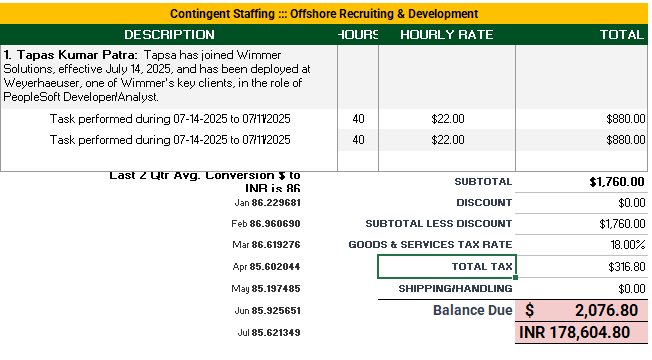 Contingent Staffing ::: Offshore Recruiting & Development
DESCRIPTION HOURS HOURLY RATE TOTAL
1. Tapas Kumar Patra: Tapsa has joined Wimmer
Solutions, effective July 14, 2025, and has been deployed at
Weyerhaeuser, one of Wimmer's key clients, in the role of
PeopleSoft Developer/Analyst.
Task performed during 07-14-2025 to 07/11/2025 40 $22.00 $880.00
Task performed during 07-14-2025 to 07/11/2025 40 $22.00 $880.00
Last 2 Qtr Avg. Conversion $ to
INR is 86
SUBTOTAL $1,760.00
Jan 86.229681 DISCOUNT $0.00
Feb 86.960690 SUBTOTAL LESS DISCOUNT $1,760.00
Mar 86.619276 GOODS & SERVICES TAX RATE 18.00%
Apr 85.602044 TOTAL TAX $316.80
May 85.197485 SHIPPING/HANDLING $0.00
Jun 85.925651 Balance Due $ 2,076.80
Jul 85.621349 INR 178,604.80